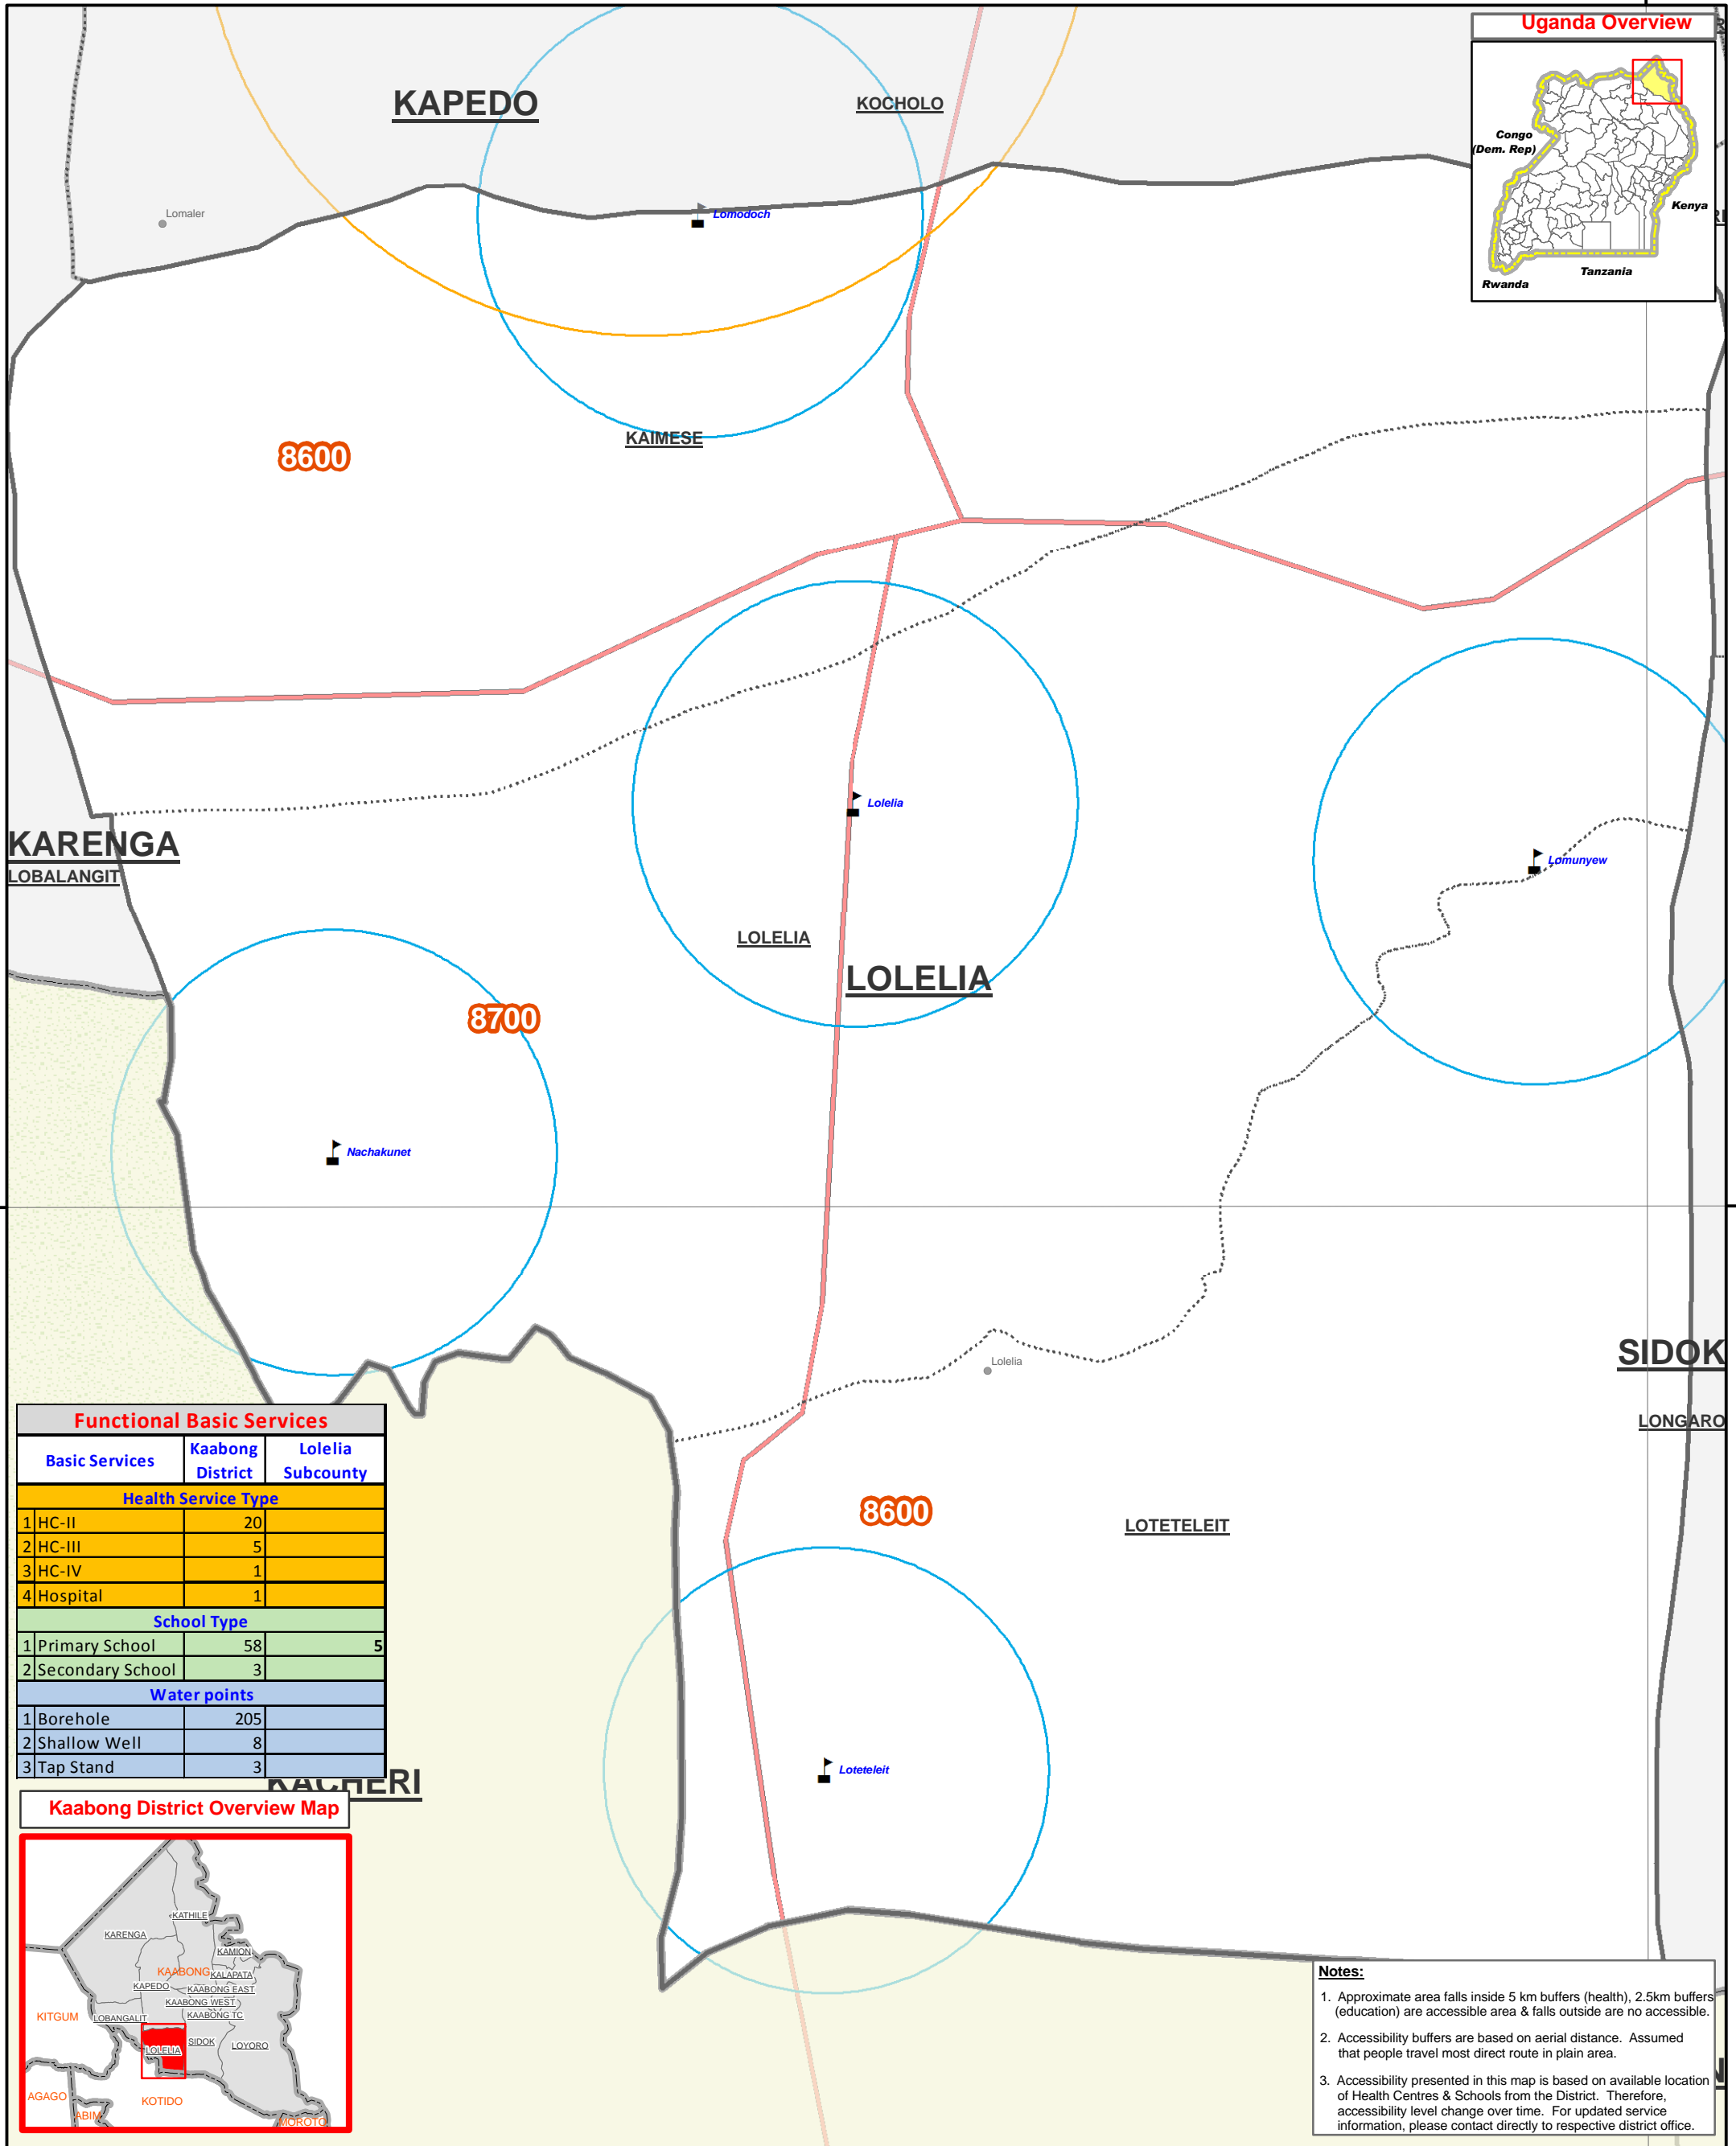 Uganda Overview
Congo
(Dem. Rep)
Kenya
Tanzania
Rwanda
KAPEDO
KOCHOLO
Lomaler
Lomodoch
KAIMESE
8600
Lolelia
Lomunyew
KARENGA
LOBALANGIT
LOLELIA
LOLELIA
8700
Nachakunet
SIDOK
Lolelia
LONGARO
8600
LOTETELEIT
Loteteleit
KACHERI
Functional Basic Services
Basic Services Kaabong District Lolelia Subcounty
Health Service Type
1 HC-II 20
2 HC-III 5
3 HC-IV 1
4 Hospital 1
School Type
1 Primary School 58 5
2 Secondary School 3
Water points
1 Borehole 205
2 Shallow Well 8
3 Tap Stand 3
Kaabong District Overview Map
KATHILE
KARENGA
KAMION
KAABONG
KALAPATA
KAPEDO
KAABONG EAST
KAABONG WEST
KAABONG TC
LOBANGALIT
KITGUM
SIDOK
LOYORO
LOLELIA
AGAGO
KOTIDO
ABIM
MOROTO
Notes:
1. Approximate area falls inside 5 km buffers (health), 2.5km buffers
(education) are accessible area & falls outside are no accessible.
2. Accessibility buffers are based on aerial distance. Assumed
that people travel most direct route in plain area.
3. Accessibility presented in this map is based on available location
of Health Centres & Schools from the District. Therefore,
accessibility level change over time. For updated service
information, please contact directly to respective district office.